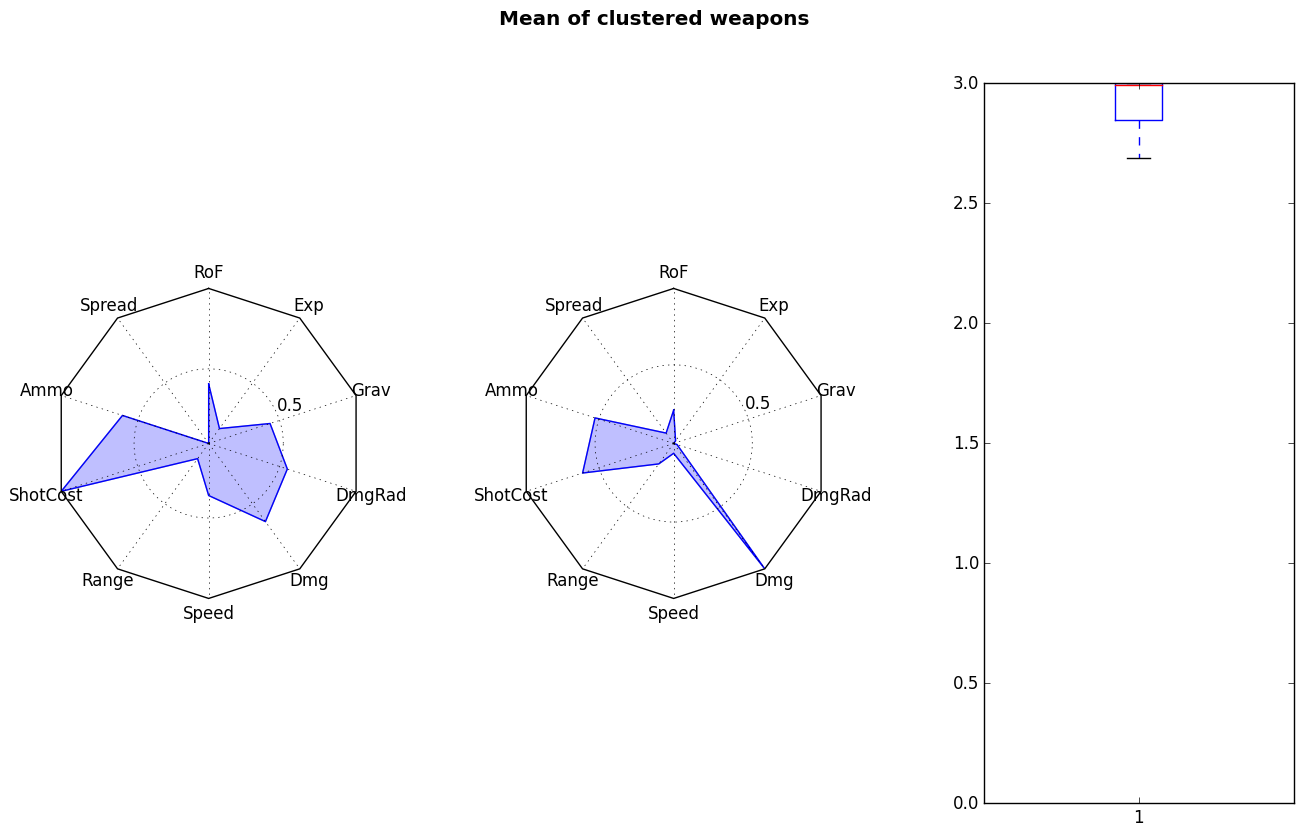 Mean of clustered weapons
RoF
Exp
Grav
DmgRad
Dmg
Speed
Range
ShotCost
Ammo
Spread
0.5
RoF
Exp
Grav
DmgRad
Dmg
Speed
Range
ShotCost
Ammo
Spread
0.5
3.0
2.5
2.0
1.5
1.0
0.5
0.0
1